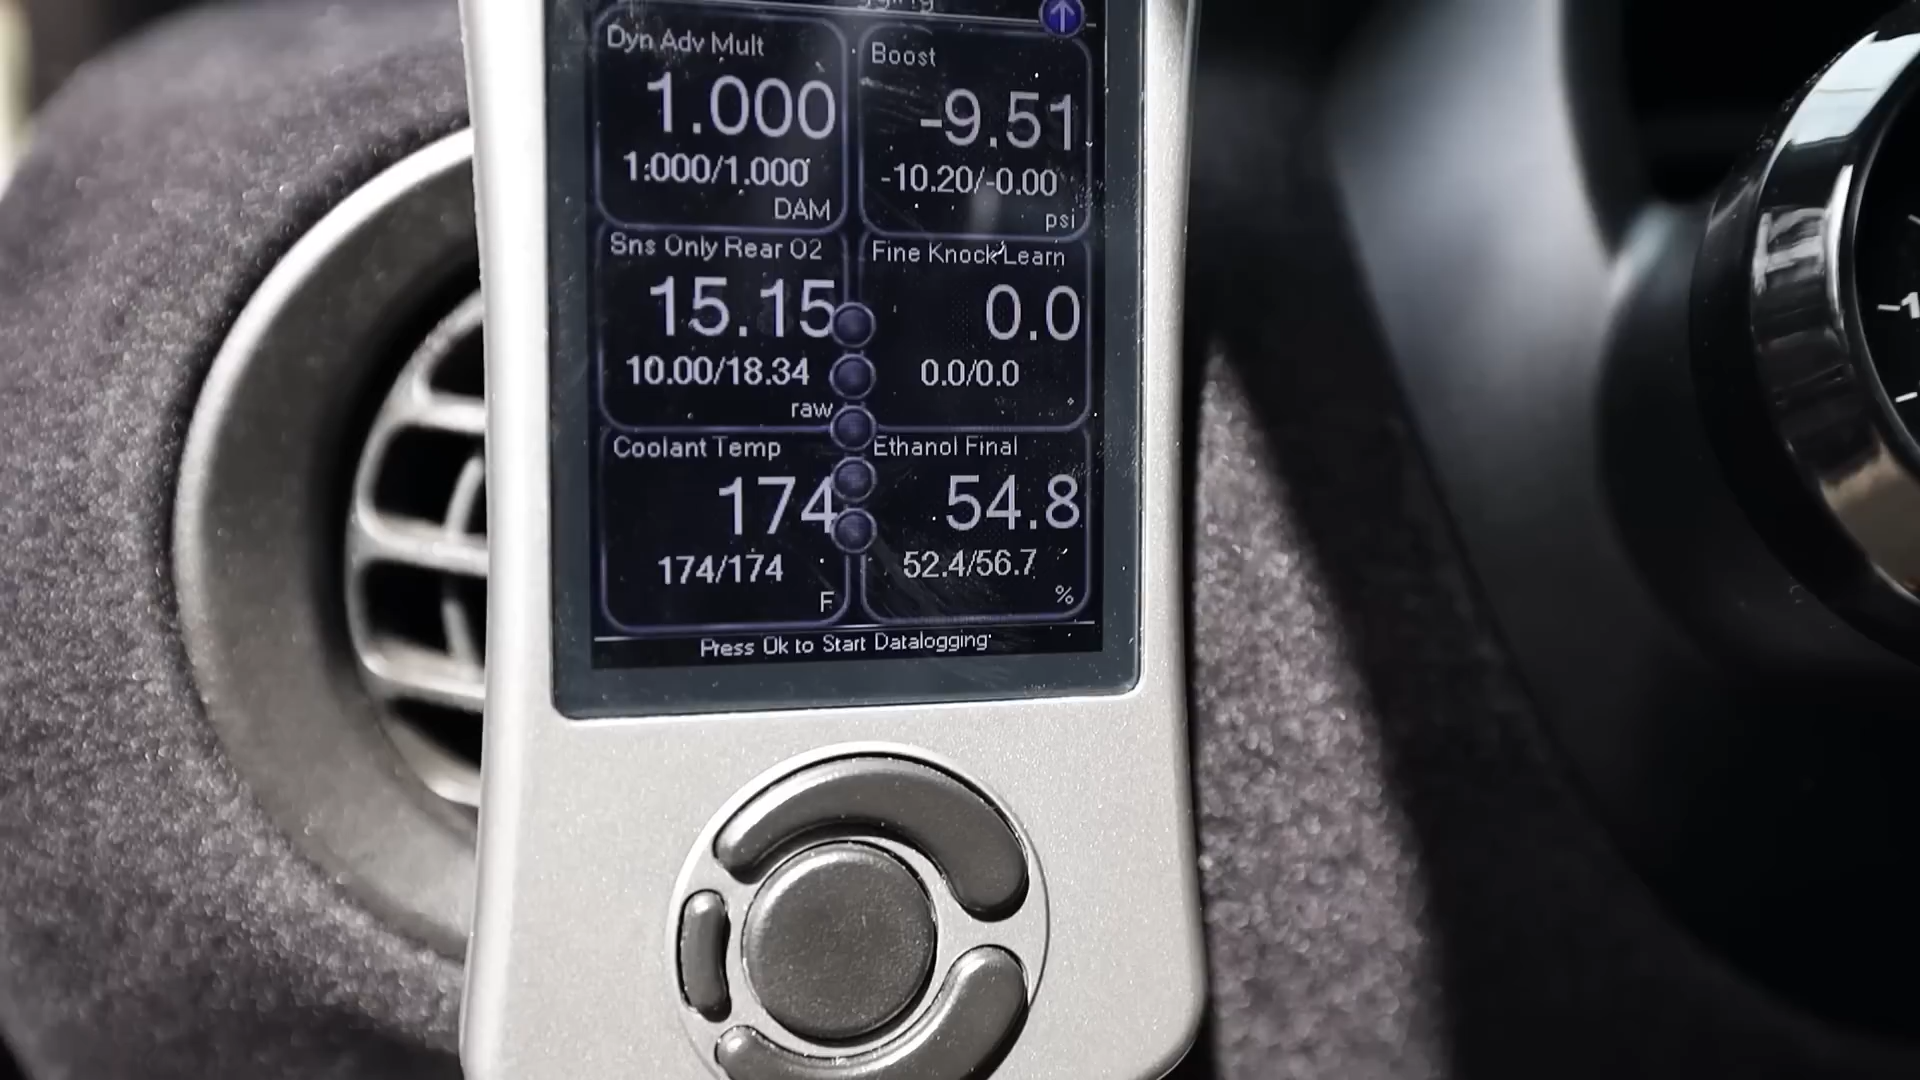 Dyn Adv Mult
1.000
1.000/1.000
DAM
Boost
-9.51
-10.20/-0.00
psi
Sns Only Rear O2
15.15
10.00/18.34
raw
Fine Knock Learn
0.0
0.0/0.0
Coolant Temp
174
174/174
F
Ethanol Final
54.8
52.4/56.7
%
Press Ok to Start Datalogging